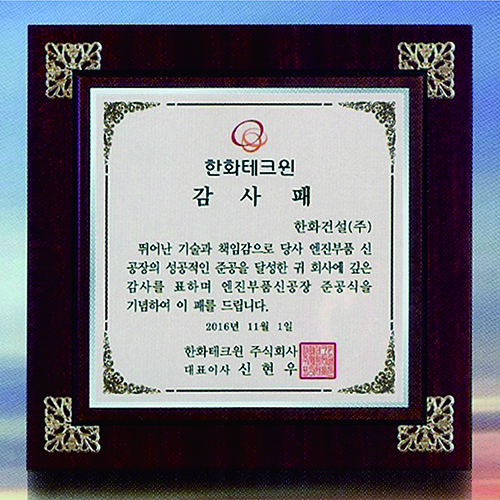 한화테크윈
감 사 패
한화건설(주)
뛰어난 기술과 책임감으로 당사 엔진부품 신
공장의 성공적인 준공을 달성한 귀 회사에 깊은
감사를 표하며 엔진부품신공장 준공식을
기념하여 이 패를 드립니다.
2016년 11월 1일
한화테크윈 주식회사
대표이사 신 현 우